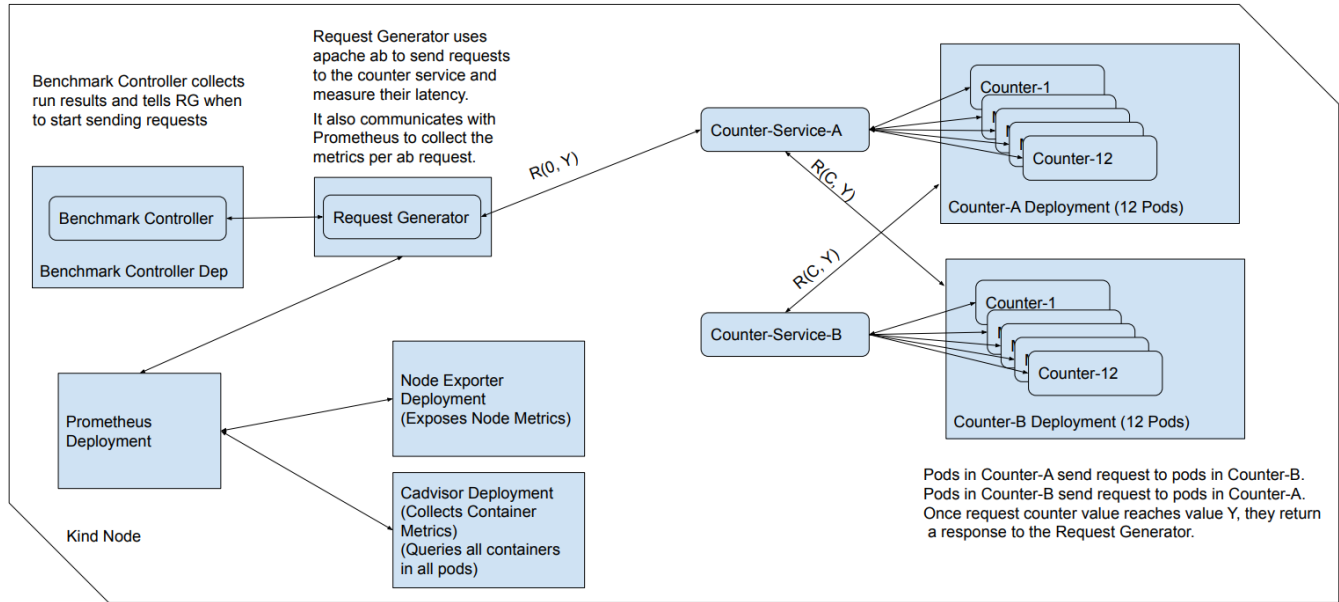 Benchmark Controller collects
run results and tells RG when
to start sending requests
Benchmark Controller
Benchmark Controller Dep
Request Generator uses
apache ab to send requests
to the counter service and
measure their latency.
It also communicates with
Prometheus to collect the
metrics per ab request.
Request Generator
R(0, Y)
Counter-Service-A
R(C, Y)
R(C, Y)
Counter-Service-B
Counter-1
Counter-12
Counter-A Deployment (12 Pods)
Counter-1
Counter-12
Counter-B Deployment (12 Pods)
Prometheus
Deployment
Node Exporter
Deployment
(Exposes Node Metrics)
Cadvisor Deployment
(Collects Container
Metrics)
(Queries all containers
in all pods)
Kind Node
Pods in Counter-A send request to pods in Counter-B.
Pods in Counter-B send request to pods in Counter-A.
Once request counter value reaches value Y, they return
a response to the Request Generator.